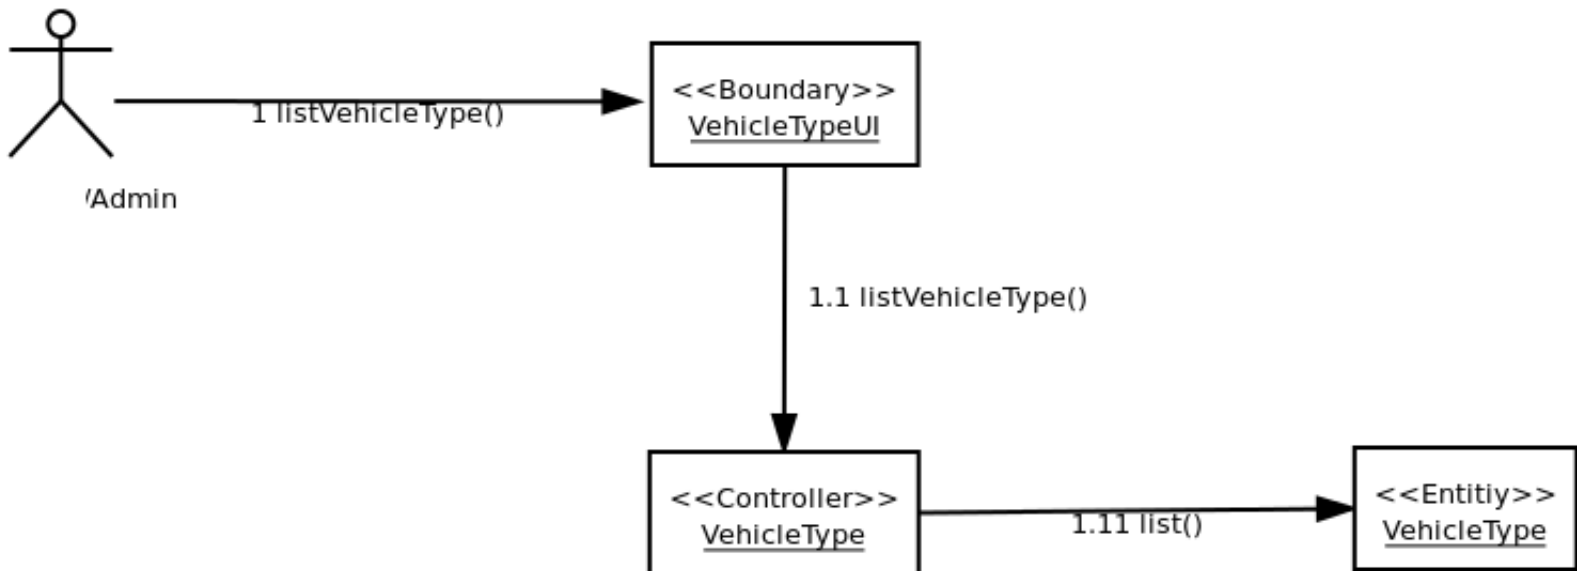 <<Boundary>>
VehicleTypeUI
1 listVehicleType()
/Admin
1.1 listVehicleType()
<<Controller>>
VehicleType
1.11 list()
<<Entitiy>>
VehicleType